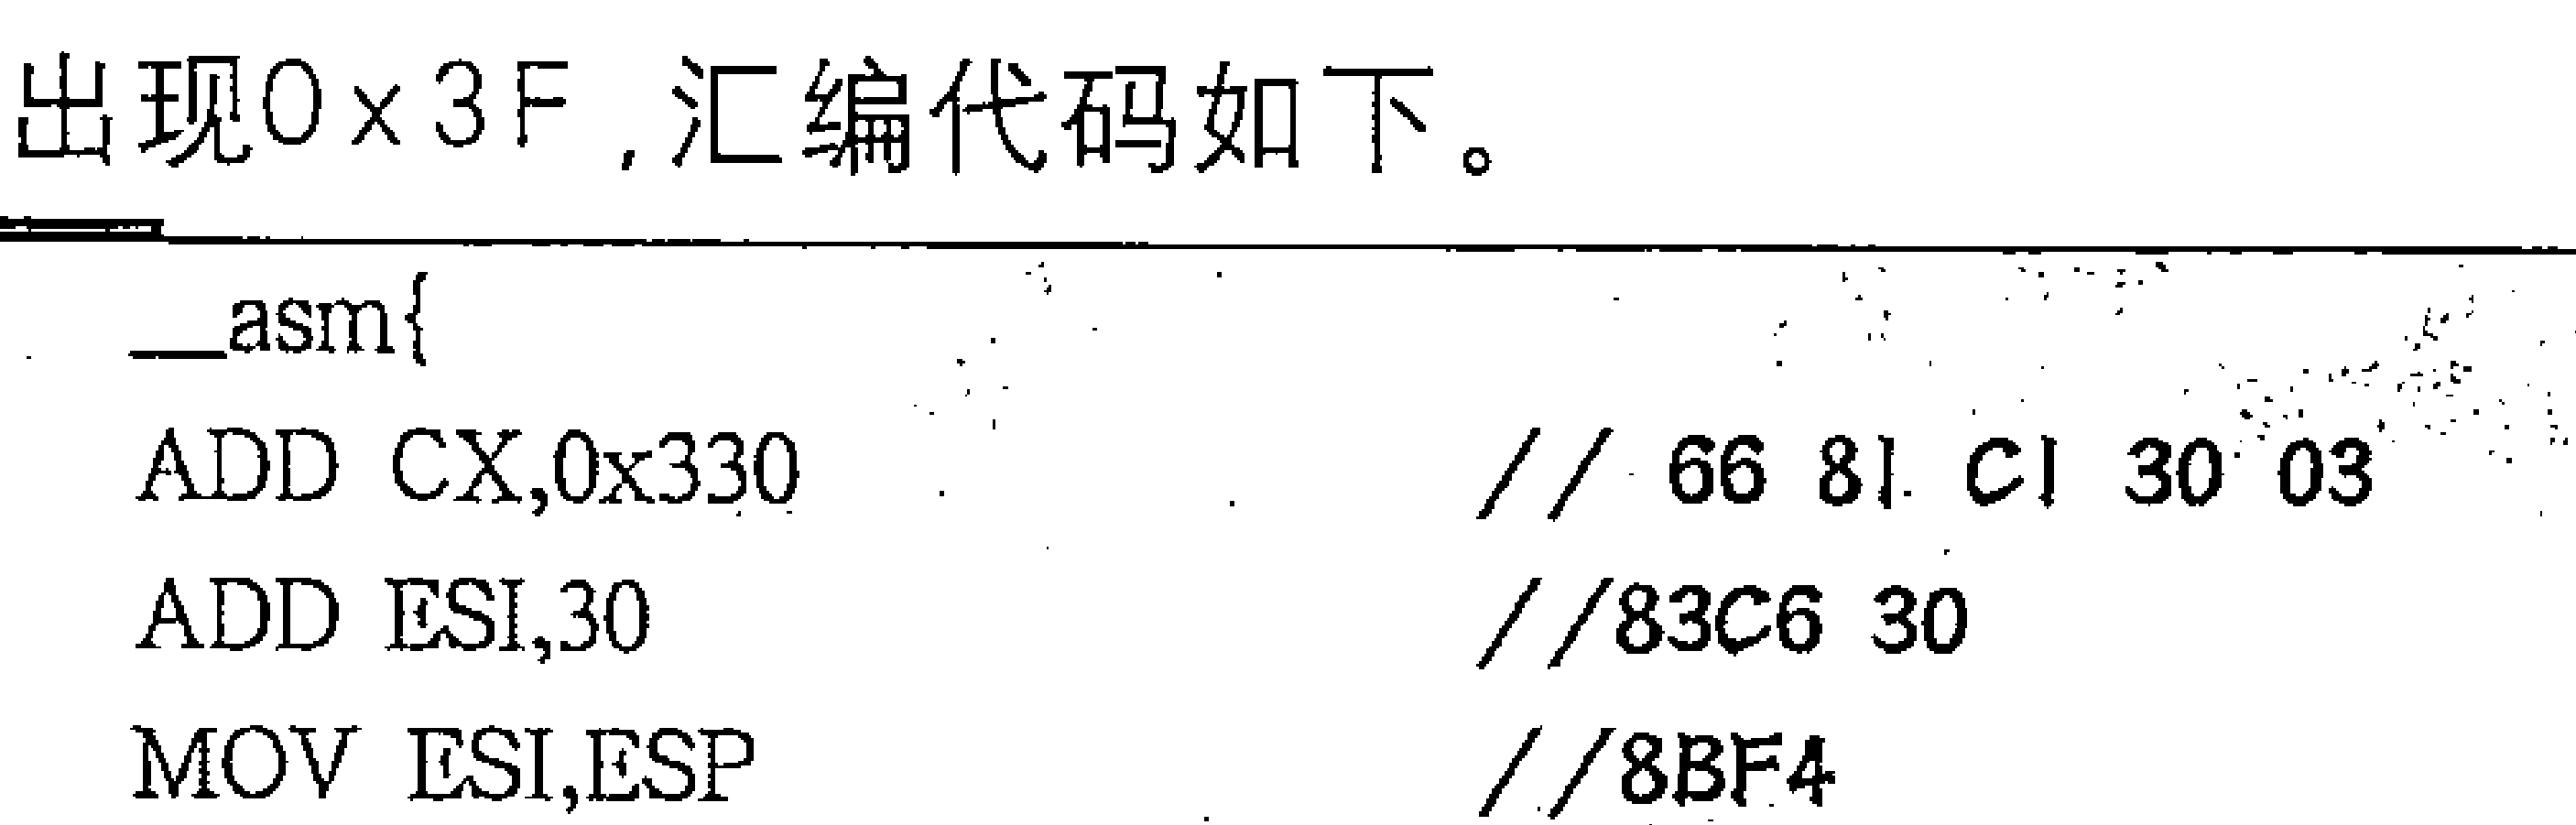 出现0x3F,汇编代码如下。
__asm{
ADD CX,0x330 // 66 81 C1 30 03
ADD ESI,30 //83C6 30
MOV ESI,ESP //8BF4